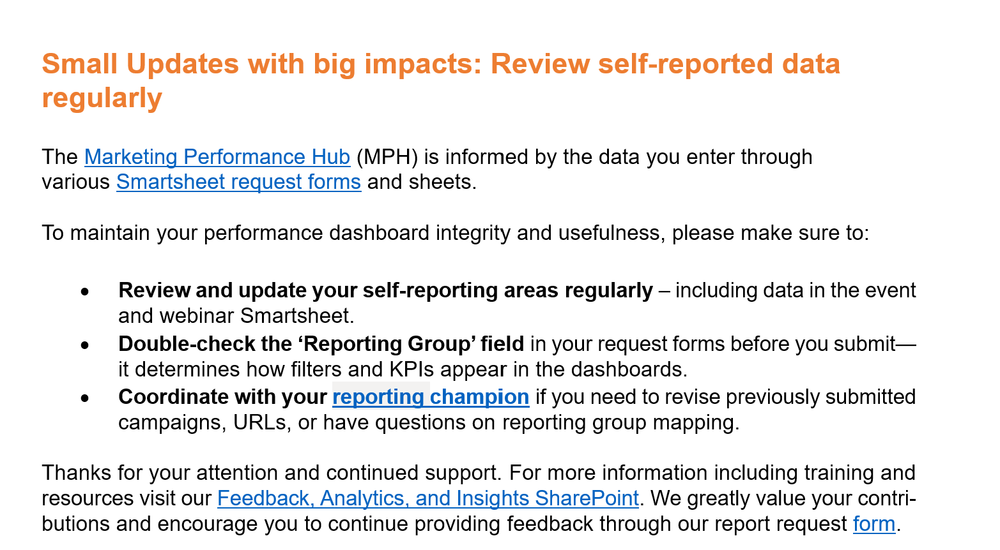 Small Updates with big impacts: Review self-reported data
regularly
The Marketing Performance Hub (MPH) is informed by the data you enter through
various Smartsheet request forms and sheets.
To maintain your performance dashboard integrity and usefulness, please make sure to:
• Review and update your self-reporting areas regularly – including data in the event
and webinar Smartsheet.
• Double-check the ‘Reporting Group’ field in your request forms before you submit—
it determines how filters and KPIs appear in the dashboards.
• Coordinate with your reporting champion if you need to revise previously submitted
campaigns, URLs, or have questions on reporting group mapping.
Thanks for your attention and continued support. For more information including training and
resources visit our Feedback, Analytics, and Insights SharePoint. We greatly value your contri-
butions and encourage you to continue providing feedback through our report request form.